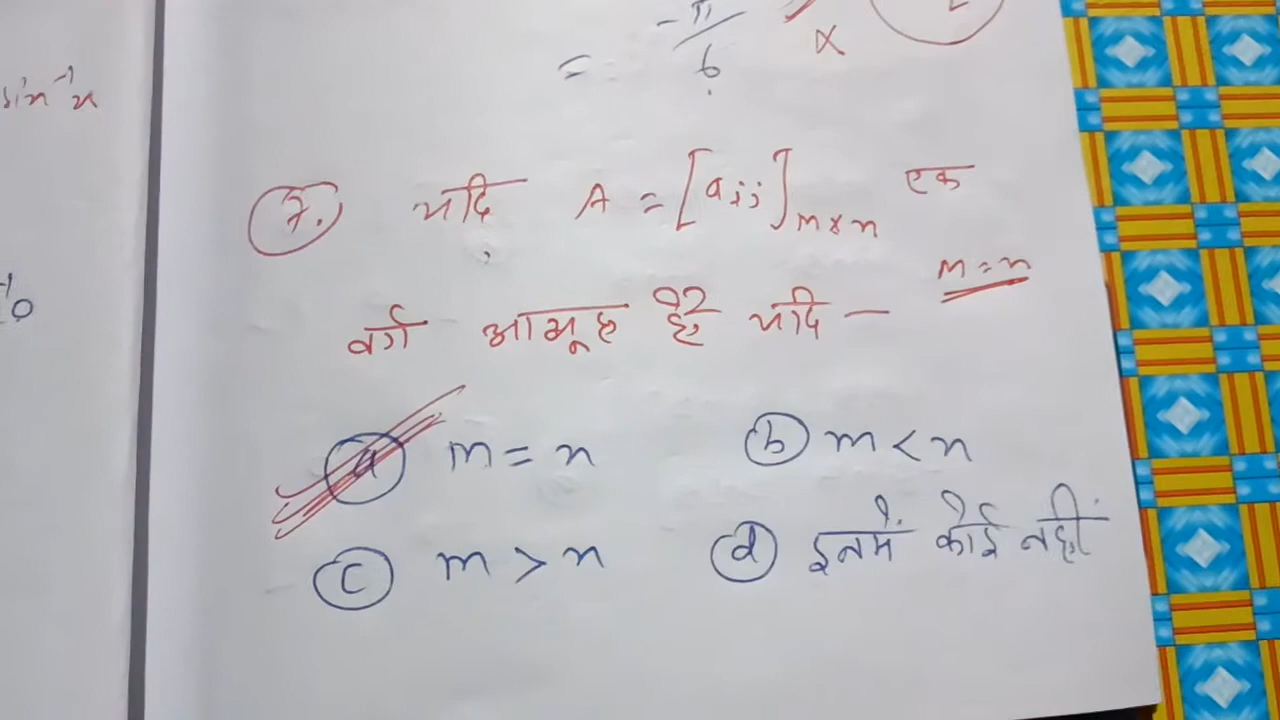 = -π/6
sin⁻¹x
7. यदि A = [aij]m×n एक
वर्ग आव्यूह है यदि —
m = n
a m = n
b m < n
c m > n
d इनमें कोई नहीं